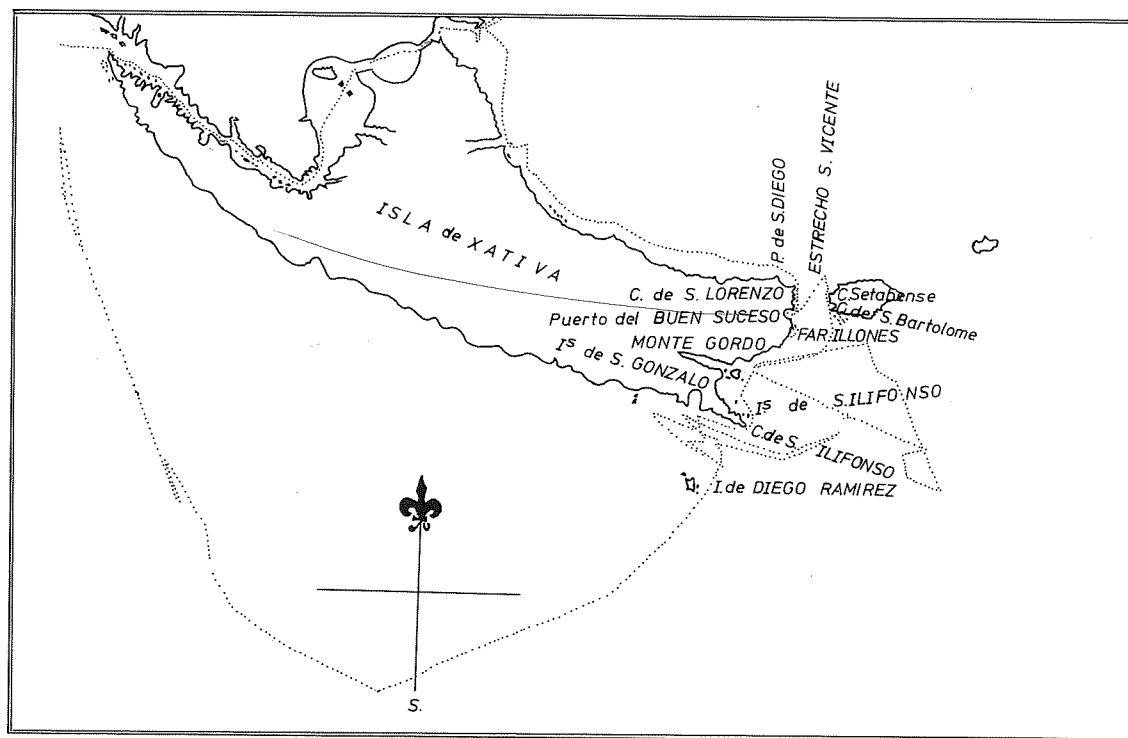 P. de S. DIEGO
ESTRECHO S. VICENTE
ISLA de XATIVA
C. de S. LORENZO
C. Setabense
Puerto del BUEN SUCESO
C. de S. Bartolome
MONTE GORDO
FARILLONES
Is de S. GONZALO
Is de S. ILIFONSO
C. de S. ILIFONSO
I. de DIEGO RAMIREZ
S.